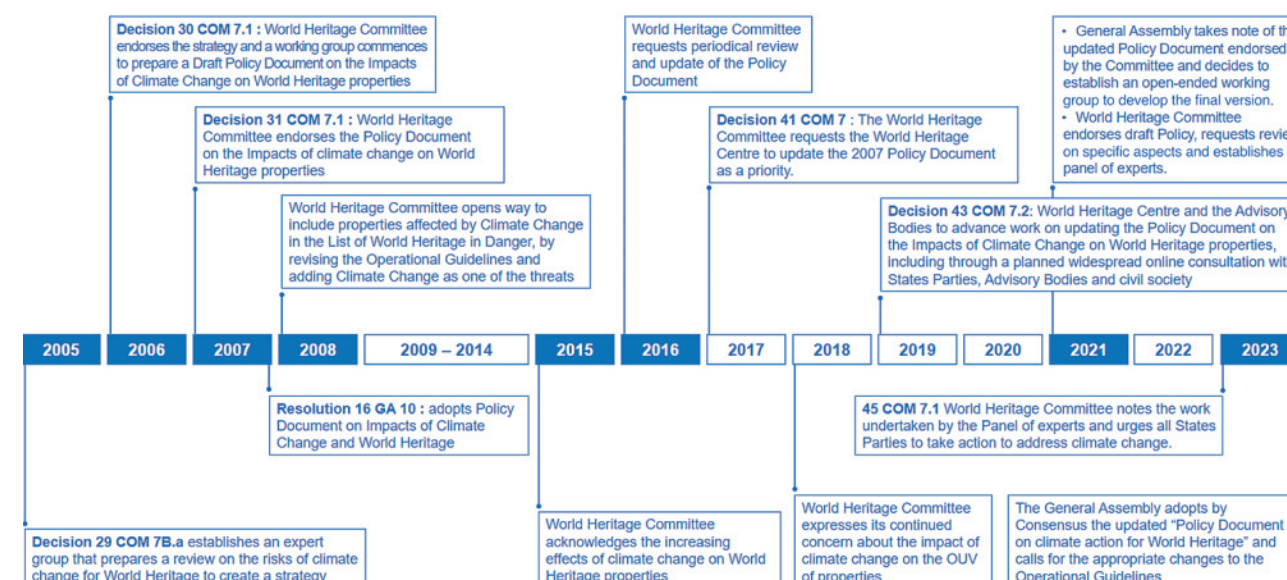 Decision 30 COM 7.1 : World Heritage Committee
endorses the strategy and a working group commences
to prepare a Draft Policy Document on the Impacts
of Climate Change on World Heritage properties
World Heritage Committee
requests periodical review
and update of the Policy
Document
• General Assembly takes note of
updated Policy Document endorsed
by the Committee and decides to
establish an open-ended working
group to develop the final version.
• World Heritage Committee
endorses draft Policy, requests
on specific aspects and establishes
panel of experts.
Decision 31 COM 7.1 : World Heritage
Committee endorses the Policy Document
on the Impacts of climate change on World
Heritage properties
Decision 41 COM 7 : The World Heritage
Committee requests the World Heritage
Centre to update the 2007 Policy Document
as a priority.
World Heritage Committee opens way to
include properties affected by Climate Change
in the List of World Heritage in Danger, by
revising the Operational Guidelines and
adding Climate Change as one of the threats
Decision 43 COM 7.2: World Heritage Centre and the Advisory
Bodies to advance work on updating the Policy Document on
the Impacts of Climate Change on World Heritage properties,
including through a planned widespread online consultation
States Parties, Advisory Bodies and civil society
2005 2006 2007 2008 2009 – 2014 2015 2016 2017 2018 2019 2020 2021 2022 2023
Resolution 16 GA 10 : adopts Policy
Document on Impacts of Climate
Change and World Heritage
45 COM 7.1 World Heritage Committee notes the work
undertaken by the Panel of experts and urges all States
Parties to take action to address climate change.
Decision 29 COM 7B.a establishes an expert
group that prepares a review on the risks of climate
change for World Heritage to create a strategy
World Heritage Committee
acknowledges the increasing
effects of climate change on World
Heritage properties
World Heritage Committee
expresses its continued
concern about the impact of
climate change on the OUV
of properties
The General Assembly adopts by
Consensus the updated “Policy Document
on climate action for World Heritage” and
calls for the appropriate changes to the
Operational Guidelines